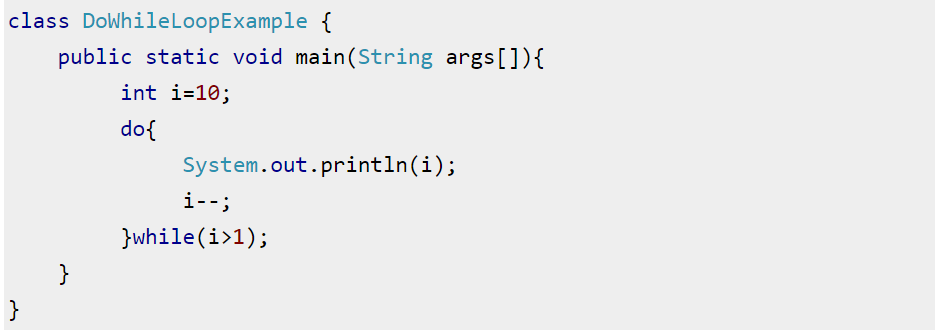 class DoWhileLoopExample {
    public static void main(String args[]){
         int i=10;
         do{
              System.out.println(i);
              i--;
         }while(i>1);
    }
}